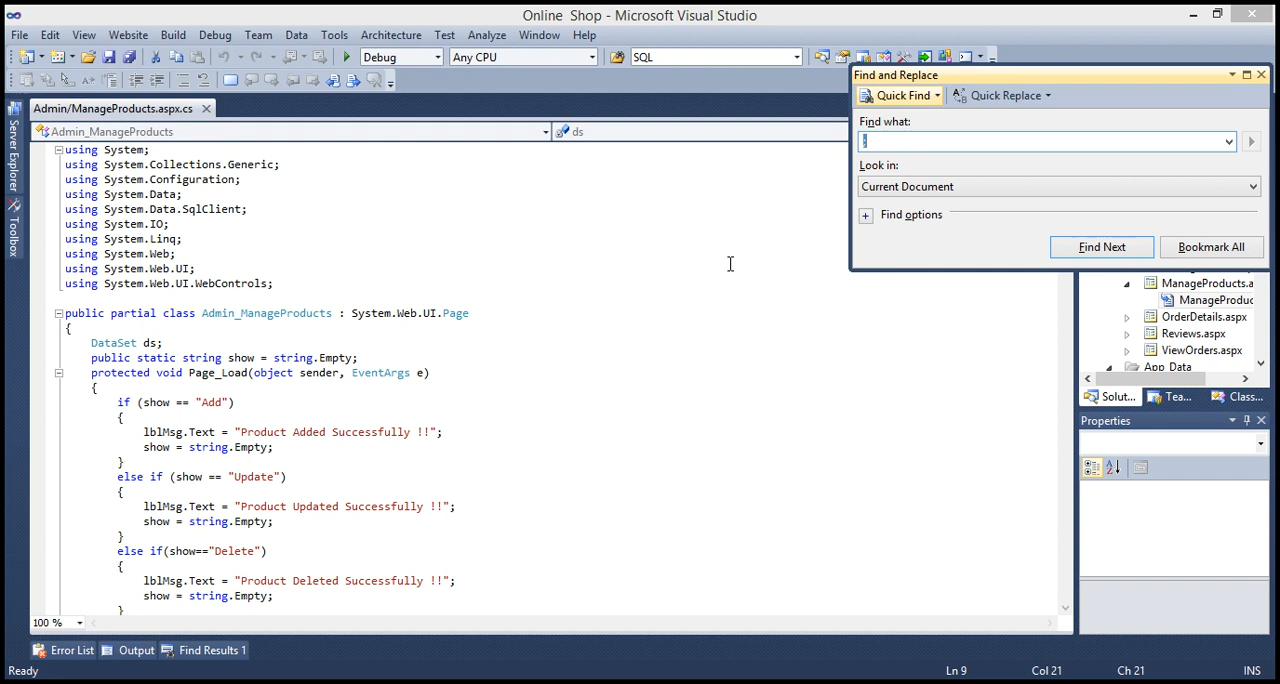 Online Shop - Microsoft Visual Studio
File Edit View Website Build Debug Team Data Tools Architecture Test Analyze Window Help
Debug Any CPU SQL
Find and Replace
Quick Find Quick Replace
Find what:
Look in:
Current Document
Find options
Find Next Bookmark All
Server Explorer
Toolbox
Admin/ManageProducts.aspx.cs
Admin_ManageProducts ds
using System;
using System.Collections.Generic;
using System.Configuration;
using System.Data;
using System.Data.SqlClient;
using System.IO;
using System.Linq;
using System.Web;
using System.Web.UI;
using System.Web.UI.WebControls;
public partial class Admin_ManageProducts : System.Web.UI.Page
{
DataSet ds;
public static string show = string.Empty;
protected void Page_Load(object sender, EventArgs e)
{
if (show == "Add")
{
lblMsg.Text = "Product Added Successfully !!";
show = string.Empty;
}
else if (show == "Update")
{
lblMsg.Text = "Product Updated Successfully !!";
show = string.Empty;
}
else if(show=="Delete")
{
lblMsg.Text = "Product Deleted Successfully !!";
show = string.Empty;
}
100 %
ManageProducts.a
ManageProduc
OrderDetails.aspx
Reviews.aspx
ViewOrders.aspx
App_Data
Solut... Tea... Class...
Properties
Error List Output Find Results 1
Ready Ln 9 Col 21 Ch 21 INS